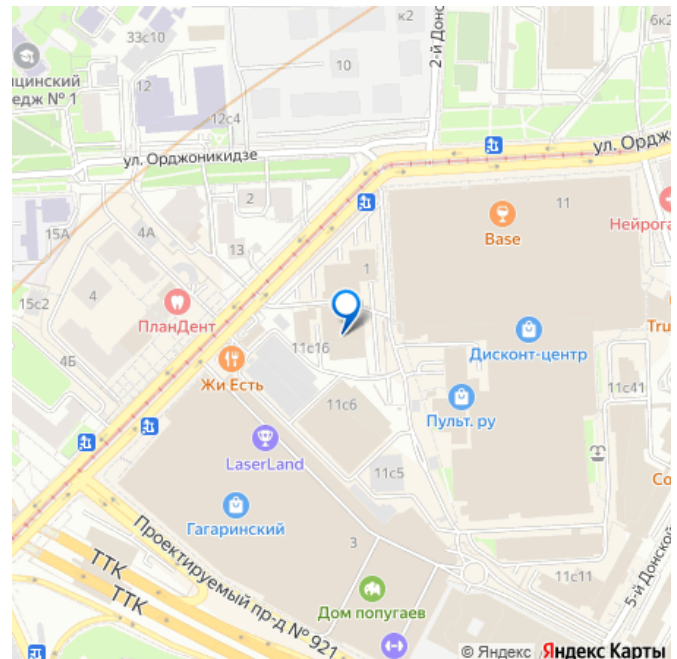 к2
33с10
2-й Донс
6к2
10
ицинский
едж № 1
12
12с4
ул. Орджоникидзе
ул. Орджо
2
11
Base
Нейрога
15А
4А
13
1
15с2
4
ПланДент
Tru
Дисконт-центр
11с16
4Б
Жи Есть
11с41
11с6
Пульт. ру
LaserLand
11с5
Со
Гагаринский
Проектируемый пр-д № 921
3
ТТК
ТТК
11с11
5-й Донской
Дом попугаев
© Яндекс Яндекс Карты